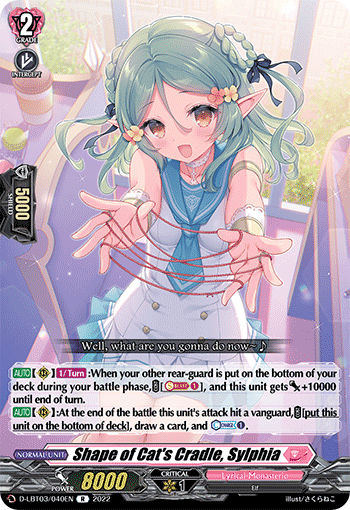 2
GRADE
INTERCEPT
5000
SHIELD
Well, what are you gonna do now~ ♪
AUTO 1/Turn :When your other rear-guard is put on the bottom of your
deck during your battle phase, [SOUL BLAST 1], and this unit gets +10000
until end of turn.
AUTO :At the end of the battle this unit's attack hit a vanguard, [put this
unit on the bottom of deck], draw a card, and CHARGE 1.
NORMAL UNIT
Shape of Cat's Cradle, Sylphia
POWER 8000
CRITICAL
1
Lyrical Monasterio
Elf
D-LBT03/040EN R 2022
illust/さくらねこ